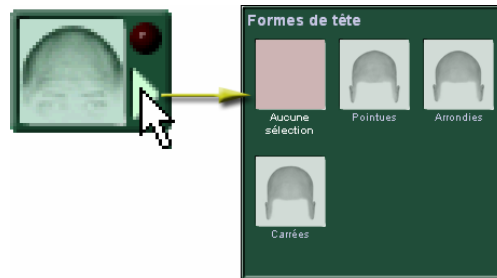 Formes de tête
Aucune
sélection
Pointues
Arrondies
Carrées